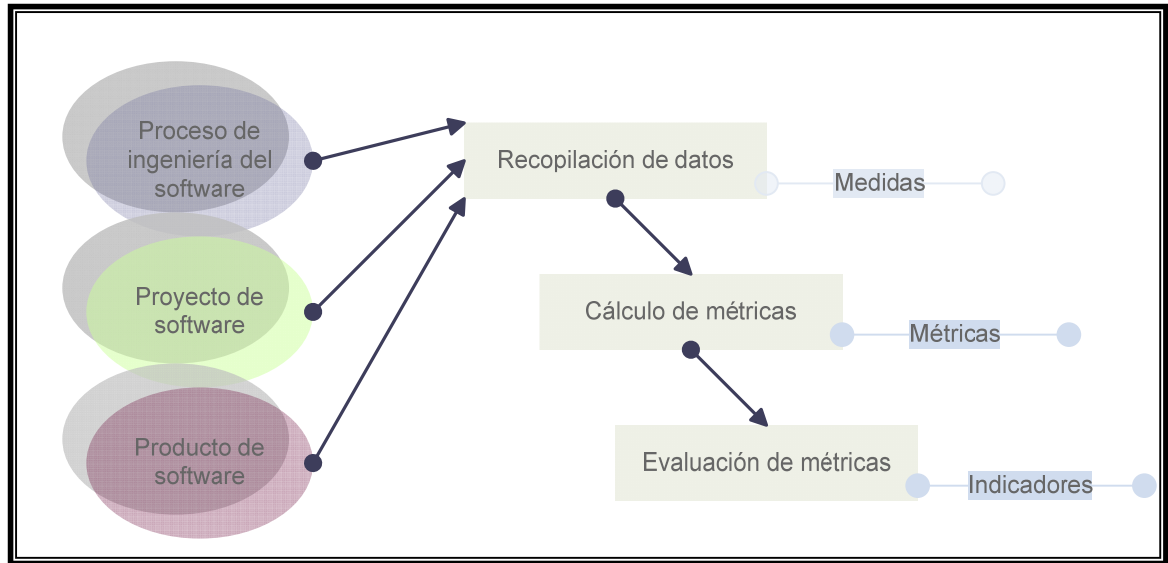 Proceso de
ingeniería del
software
Recopilación de datos
Medidas
Proyecto de
software
Cálculo de métricas
Métricas
Producto de
software
Evaluación de métricas
Indicadores